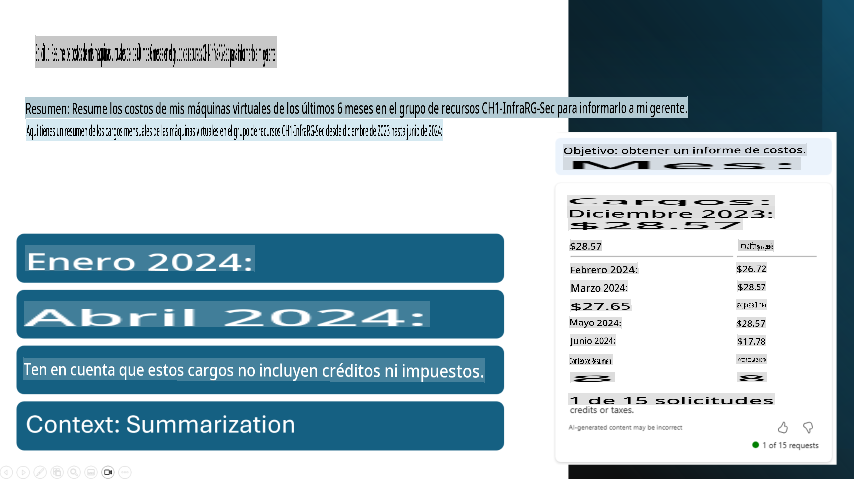 Resumen: Resume los costos de mis máquinas virtuales de los últimos 6 meses en el grupo de recursos CH1-InfraRG-Sec para informarlo a mi gerente.
Aquí tienes un resumen de los cargos mensuales de las máquinas virtuales en el grupo de recursos CH1-InfraRG-Sec desde diciembre de 2023 hasta junio de 2024:
Objetivo: obtener un informe de costos.
Mes:
Cargos:
Diciembre 2023:
$28.57
$28.57
Febrero 2024: $26.72
Marzo 2024: $28.57
$27.65
Mayo 2024: $28.57
Junio 2024: $17.78
1 de 15 solicitudes
credits or taxes.
AI-generated content may be incorrect
1 of 15 requests
Enero 2024:
Abril 2024:
Ten en cuenta que estos cargos no incluyen créditos ni impuestos.
Context: Summarization